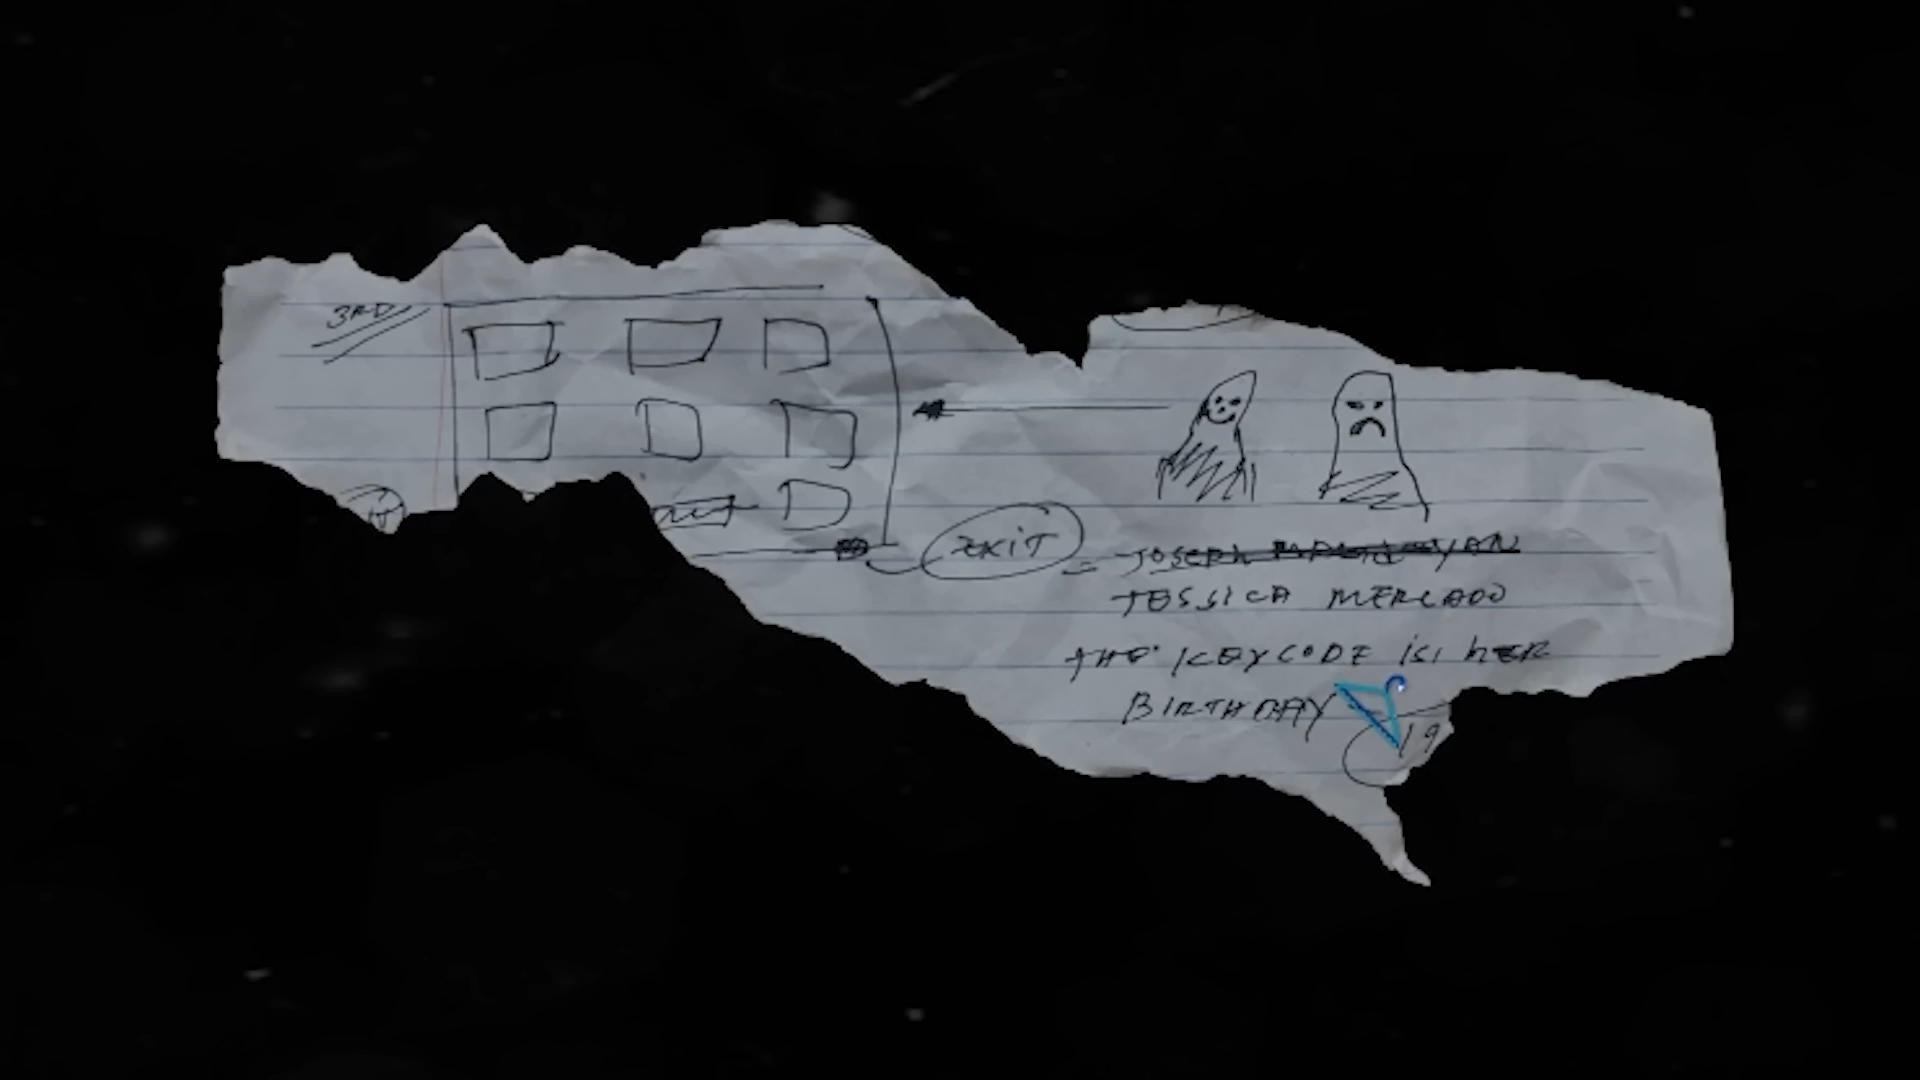 3RD
EXIT
JOSEPH
JESSICA MERCADO
THE KEYCODE IS HER
BIRTHDAY
19